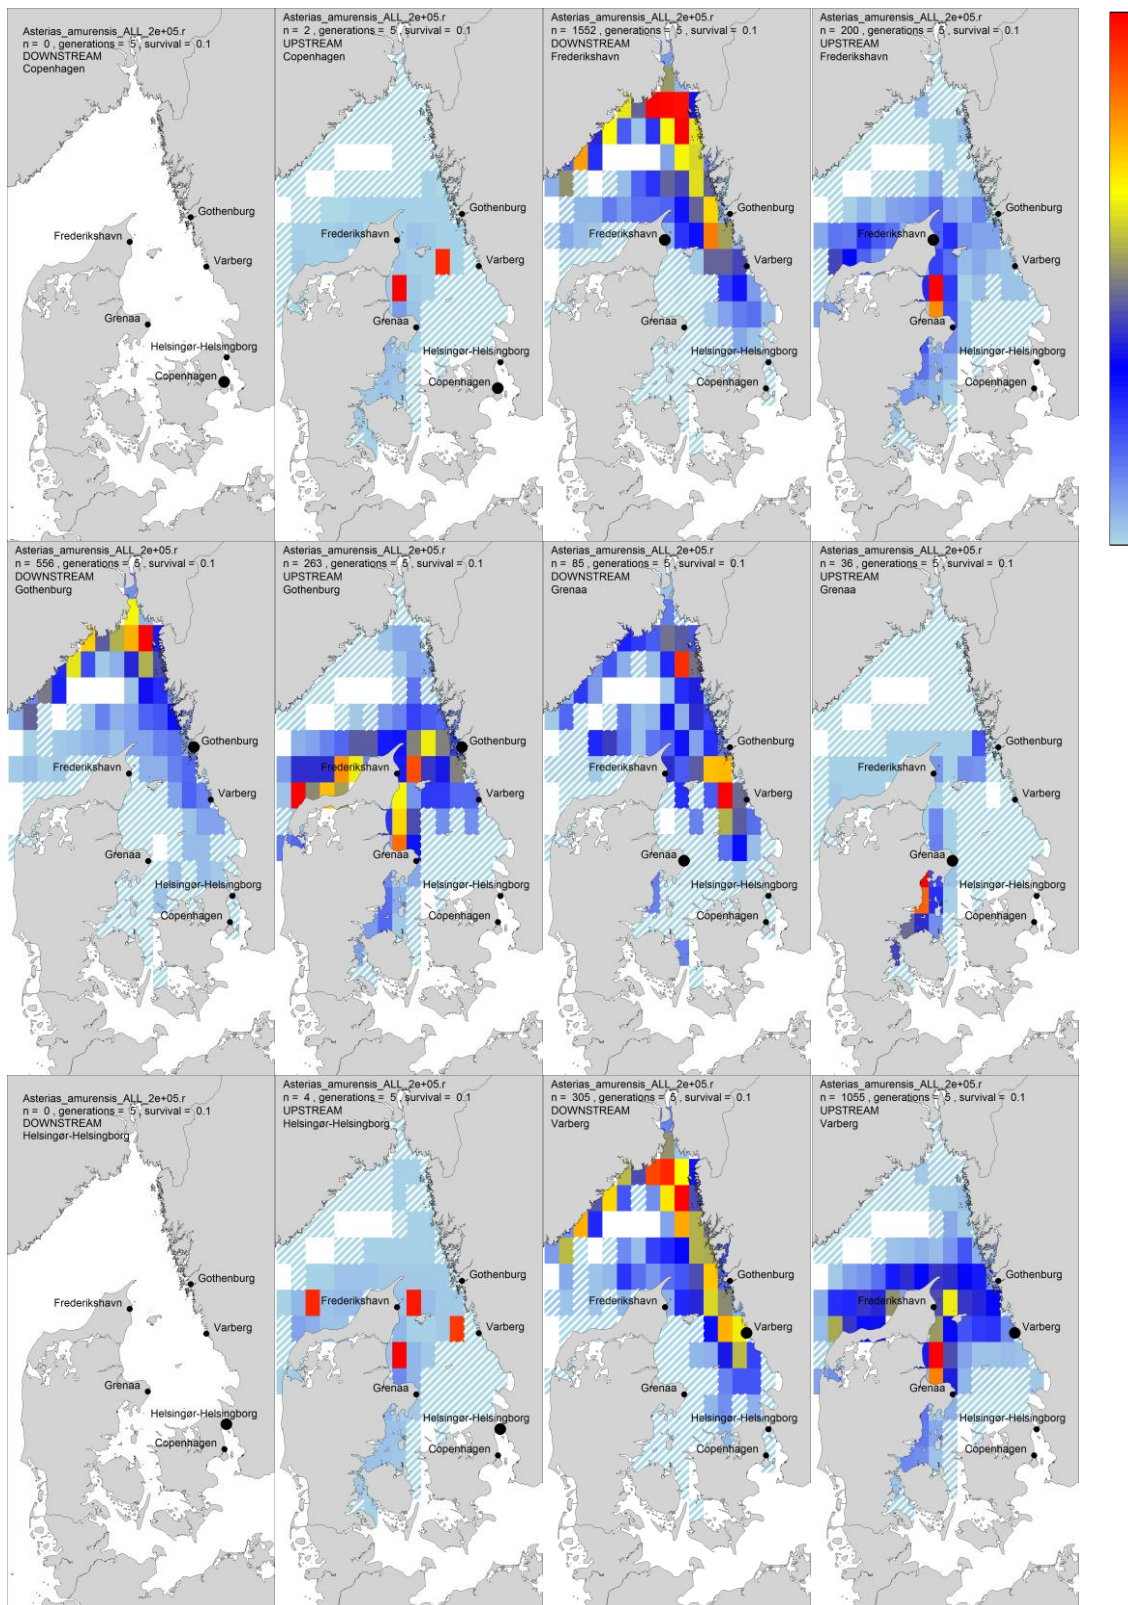 Asterias_amurensis_ALL_2e+05.r
n = 0 , generations = 5 , survival = 0.1
DOWNSTREAM
Copenhagen
Gothenburg
Frederikshavn
Varberg
Grenaa
Helsingør-Helsingborg
Copenhagen
Asterias_amurensis_ALL_2e+05.r
n = 2 , generations = 5 , survival = 0.1
UPSTREAM
Copenhagen
Gothenburg
Frederikshavn
Varberg
Grenaa
Helsingør-Helsingborg
Copenhagen
Asterias_amurensis_ALL_2e+05.r
n = 1552 , generations = 5 , survival = 0.1
DOWNSTREAM
Frederikshavn
Gothenburg
Frederikshavn
Varberg
Grenaa
Helsingør-Helsingborg
Copenhagen
Asterias_amurensis_ALL_2e+05.r
n = 200 , generations = 5 , survival = 0.1
UPSTREAM
Frederikshavn
Gothenburg
Frederikshavn
Varberg
Grenaa
Helsingør-Helsingborg
Copenhagen
Asterias_amurensis_ALL_2e+05.r
n = 556 , generations = 5 , survival = 0.1
DOWNSTREAM
Gothenburg
Gothenburg
Frederikshavn
Varberg
Grenaa
Helsingør-Helsingborg
Copenhagen
Asterias_amurensis_ALL_2e+05.r
n = 263 , generations = 5 , survival = 0.1
UPSTREAM
Gothenburg
Gothenburg
Frederikshavn
Varberg
Grenaa
Helsingør-Helsingborg
Copenhagen
Asterias_amurensis_ALL_2e+05.r
n = 85 , generations = 5 , survival = 0.1
DOWNSTREAM
Grenaa
Gothenburg
Frederikshavn
Varberg
Grenaa
Helsingør-Helsingborg
Copenhagen
Asterias_amurensis_ALL_2e+05.r
n = 36 , generations = 5 , survival = 0.1
UPSTREAM
Grenaa
Gothenburg
Frederikshavn
Varberg
Grenaa
Helsingør-Helsingborg
Copenhagen
Asterias_amurensis_ALL_2e+05.r
n = 0 , generations = 5 , survival = 0.1
DOWNSTREAM
Helsingør-Helsingborg
Gothenburg
Frederikshavn
Varberg
Grenaa
Helsingør-Helsingborg
Copenhagen
Asterias_amurensis_ALL_2e+05.r
n = 4 , generations = 5 , survival = 0.1
UPSTREAM
Helsingør-Helsingborg
Gothenburg
Frederikshavn
Varberg
Grenaa
Helsingør-Helsingborg
Copenhagen
Asterias_amurensis_ALL_2e+05.r
n = 305 , generations = 5 , survival = 0.1
DOWNSTREAM
Varberg
Gothenburg
Frederikshavn
Varberg
Grenaa
Helsingør-Helsingborg
Copenhagen
Asterias_amurensis_ALL_2e+05.r
n = 1055 , generations = 5 , survival = 0.1
UPSTREAM
Varberg
Gothenburg
Frederikshavn
Varberg
Grenaa
Helsingør-Helsingborg
Copenhagen